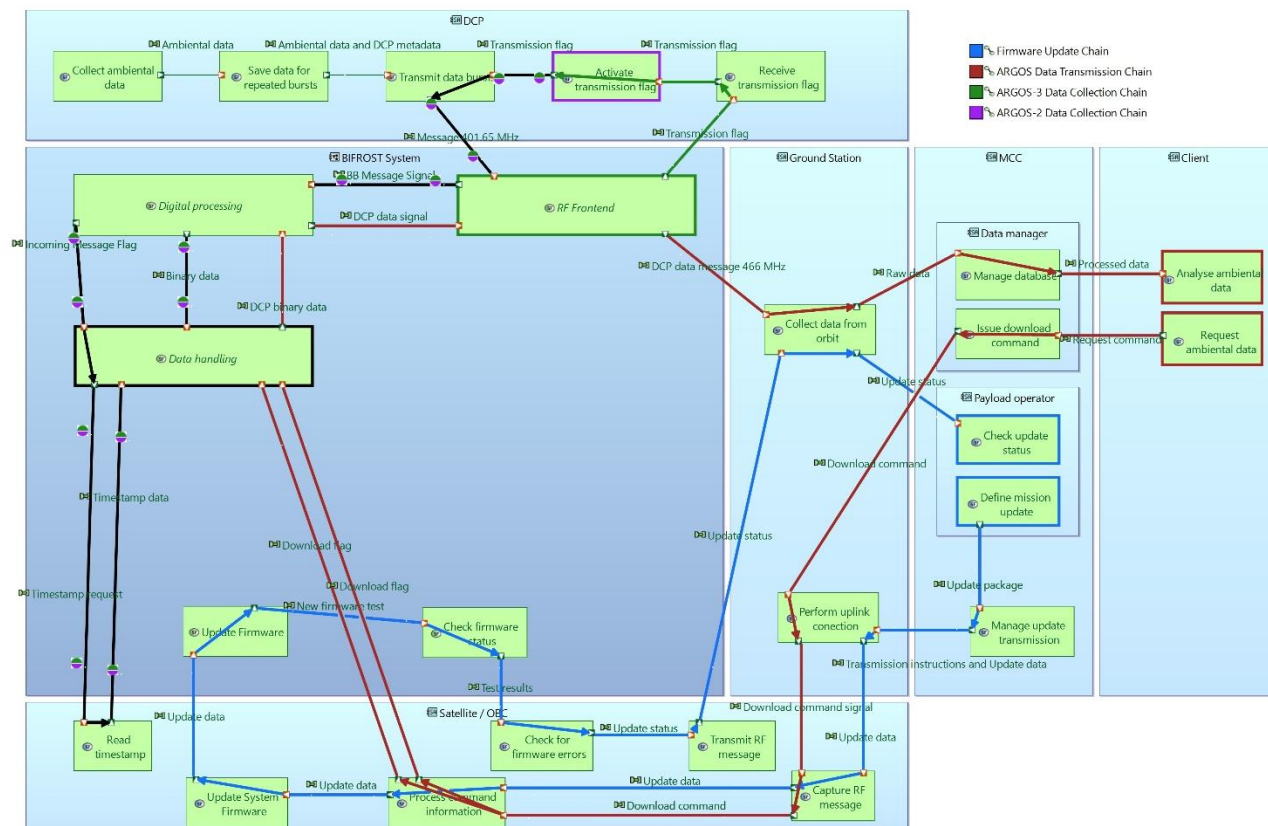 DCP
Ambiental data
Ambiental data and DCP metadata
Transmission flag
Transmission flag
Collect ambiental
data
Save data for
repeated bursts
Transmit data bursts
Activate
transmission flag
Receive
transmission flag
Firmware Update Chain
ARGOS Data Transmission Chain
ARGOS-3 Data Collection Chain
ARGOS-2 Data Collection Chain
Message 401.65 MHz
Transmission flag
BIFROST System
Ground Station
MCC
Client
BB Message Signal
Digital processing
RF Frontend
DCP data signal
Incoming Message Flag
Binary data
DCP binary data
DCP data message 466 MHz
Raw data
Data manager
Manage database
Processed data
Analyse ambiental
data
Collect data from
orbit
Issue download
command
Request command
Request
ambiental data
Data handling
Update status
Payload operator
Check update
status
Define mission
update
Download command
Timestamp data
Download flag
Update status
Download flag
Timestamp request
New firmware test
Update package
Update Firmware
Check firmware
status
Perform uplink
conection
Manage update
transmission
Transmission instructions and Update data
Test results
Download command signal
Satellite / OBC
Update data
Read
timestamp
Check for
firmware errors
Update status
Transmit RF
message
Update data
Update System
Firmware
Update data
Process command
information
Update data
Download command
Capture RF
message